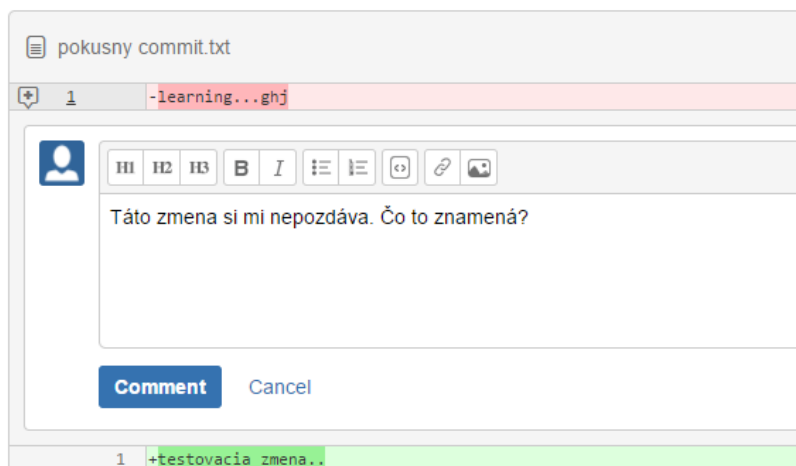 pokusny commit.txt
1 -learning...ghj
H1 H2 H3 B I
Táto zmena si mi nepozdáva. Čo to znamená?
Comment Cancel
1 +testovacia zmena..